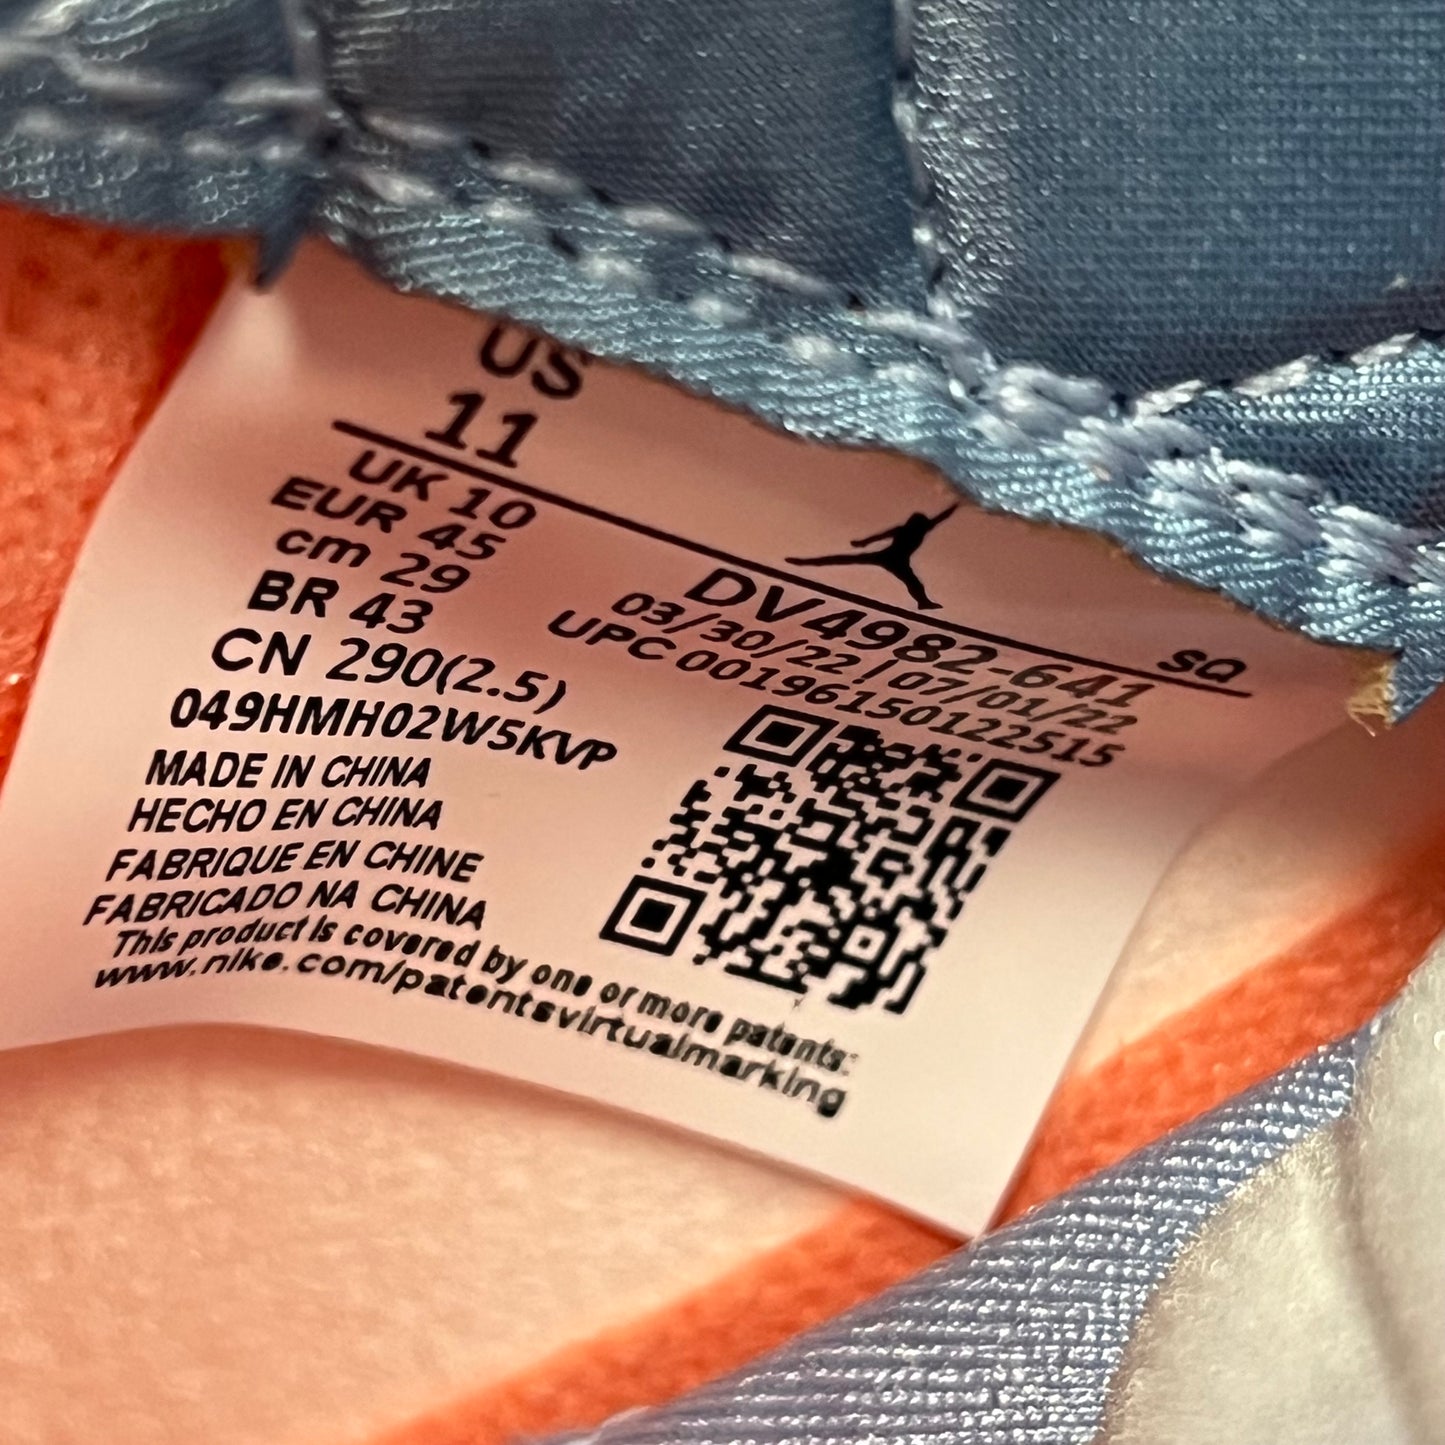 US
11
UK 10
EUR 45
cm 29
BR 43
CN 290(2.5)
049HMH02W5KVP
MADE IN CHINA
HECHO EN CHINA
FABRIQUE EN CHINE
FABRICADO NA CHINA
This product is covered by one or more patents:
www.nike.com/patentsvirtualmarking
SQ
DV4982-641
03/30/22 | 07/01/22
UPC 00196150122515